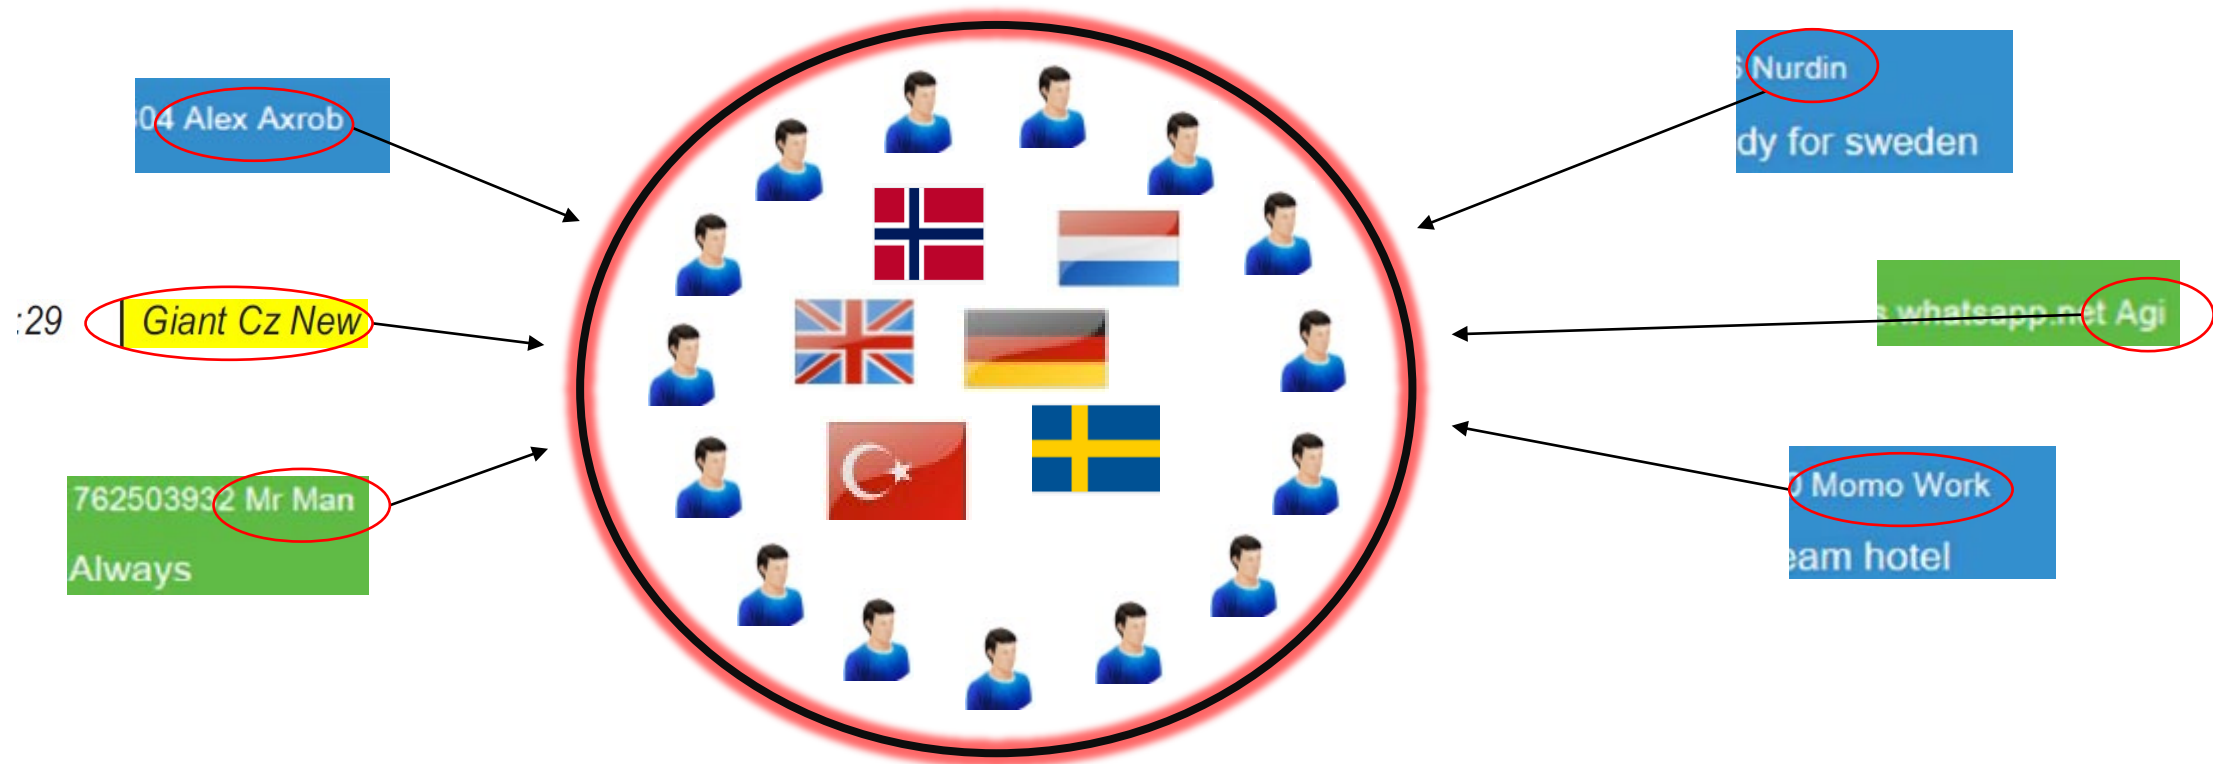 04 Alex Axrob
:29 Giant Cz New
762503932 Mr Man
Always
Nurdin
dy for sweden
s.whatsapp.net Agi
Momo Work
eam hotel